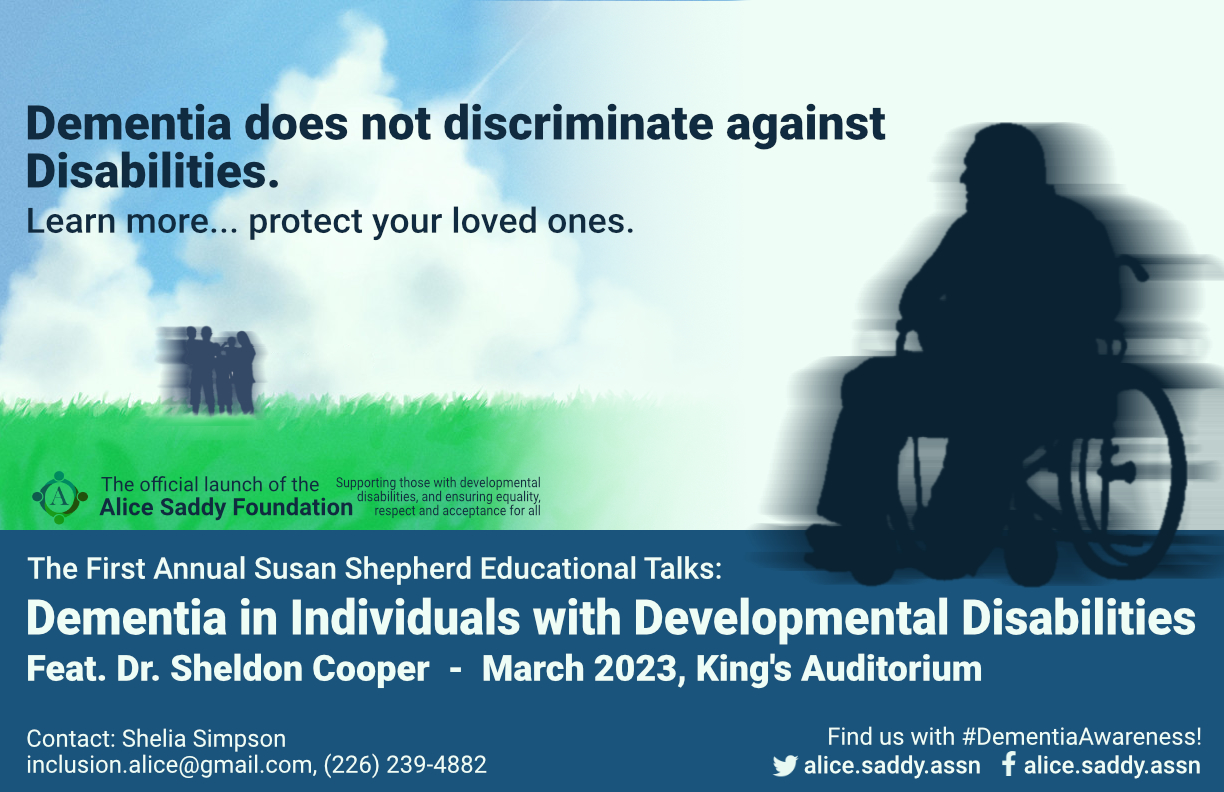 Dementia does not discriminate against
Disabilities.
Learn more... protect your loved ones.
A
The official launch of the
Alice Saddy Foundation
Supporting those with developmental
disabilities, and ensuring equality,
respect and acceptance for all
The First Annual Susan Shepherd Educational Talks:
Dementia in Individuals with Developmental Disabilities
Feat. Dr. Sheldon Cooper - March 2023, King's Auditorium
Contact: Shelia Simpson
inclusion.alice@gmail.com, (226) 239-4882
Find us with #DementiaAwareness!
alice.saddy.assn alice.saddy.assn